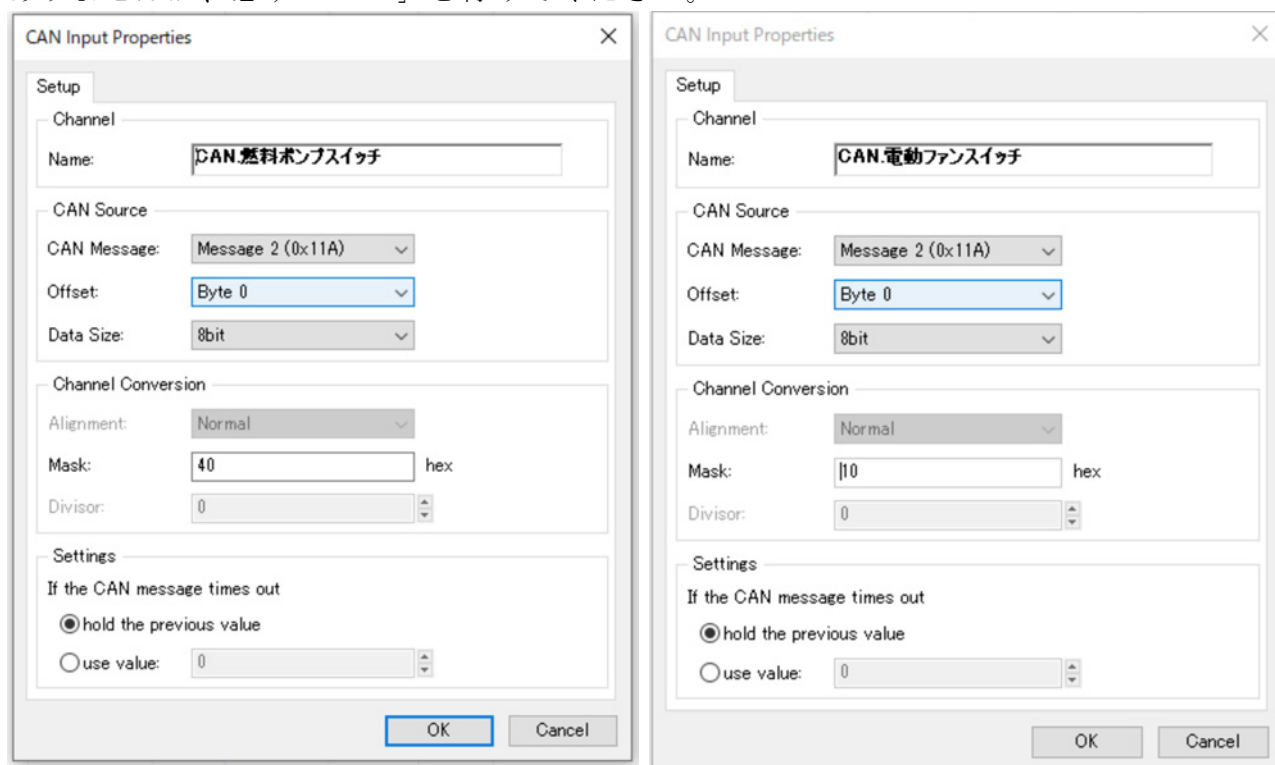 CAN Input Properties
Setup
Channel
Name: CAN.燃料ポンプスイッチ
CAN Source
CAN Message: Message 2 (0x11A)
Offset: Byte 0
Data Size: 8bit
Channel Conversion
Alignment: Normal
Mask: 40 hex
Divisor: 0
Settings
If the CAN message times out
hold the previous value
use value: 0
OK Cancel
CAN Input Properties
Setup
Channel
Name: CAN.電動ファンスイッチ
CAN Source
CAN Message: Message 2 (0x11A)
Offset: Byte 0
Data Size: 8bit
Channel Conversion
Alignment: Normal
Mask: 10 hex
Divisor: 0
Settings
If the CAN message times out
hold the previous value
use value: 0
OK Cancel